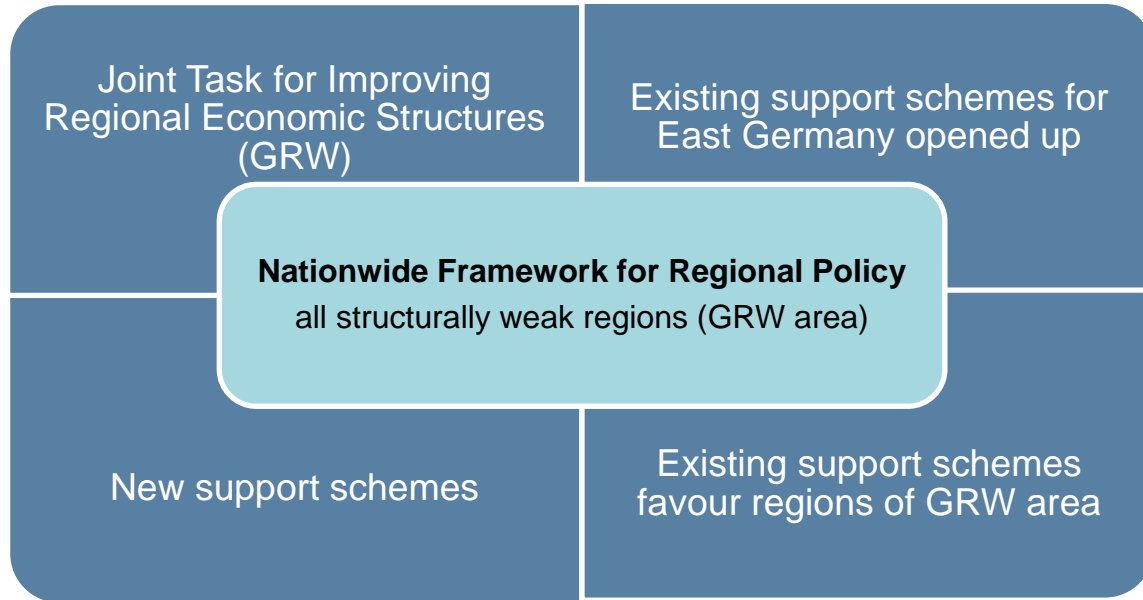 Joint Task for Improving
Regional Economic Structures
(GRW)
Existing support schemes for
East Germany opened up
Nationwide Framework for Regional Policy
all structurally weak regions (GRW area)
New support schemes
Existing support schemes
favour regions of GRW area